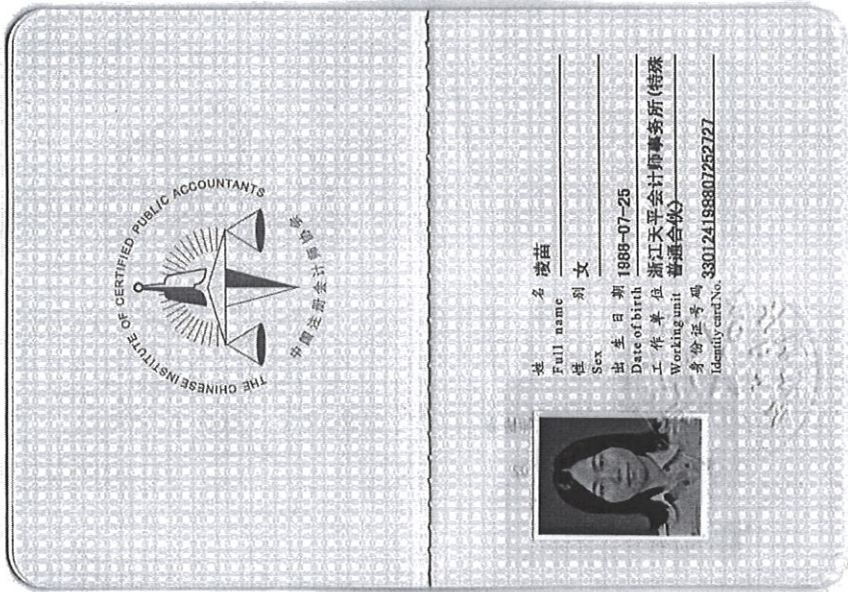 THE CHINESE INSTITUTE OF CERTIFIED PUBLIC ACCOUNTANTS
中国注册会计师协会
姓 名 凌苗
Full name
性 别 女
Sex
出 生 日 期 1988-07-25
Date of birth
工 作 单 位 浙江天平会计师事务所(特殊
Working unit 普通合伙)
身 份 证 号 码 330124198807252727
Identity card No.